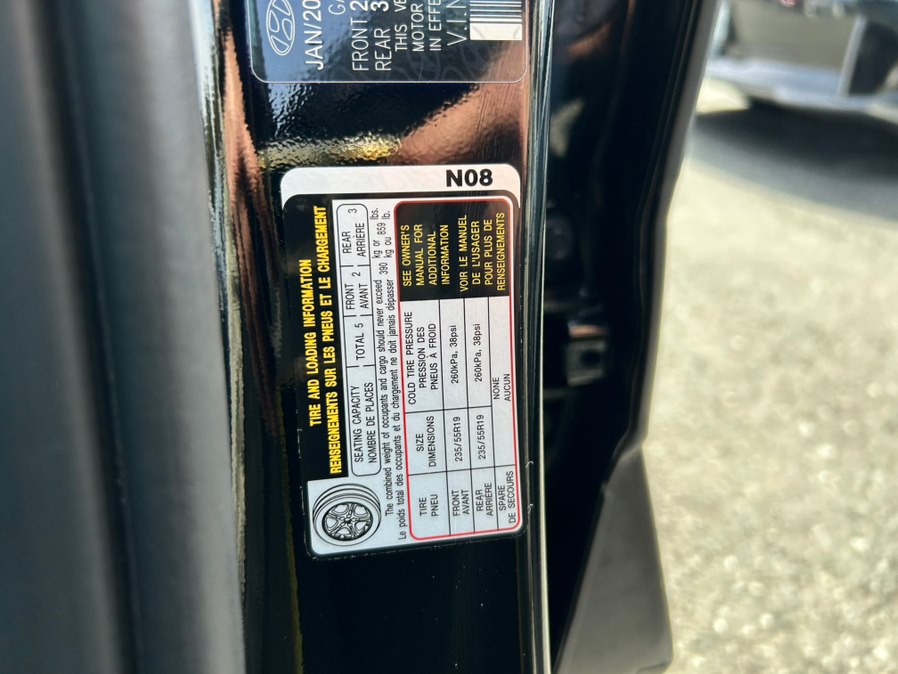 JAN/20
FRONT 2
REAR 3
THIS VE
MOTOR
IN EFFE
V.I.N
N08
TIRE AND LOADING INFORMATION
RENSEIGNEMENTS SUR LES PNEUS ET LE CHARGEMENT
SEATING CAPACITY TOTAL 5 FRONT 2 REAR 3
NOMBRE DE PLACES AVANT ARRIÈRE
The combined weight of occupants and cargo should never exceed 390 kg or 859 lbs.
Le poids total des occupants et du chargement ne doit jamais dépasser 390 kg ou 859 lb.
TIRE SIZE COLD TIRE PRESSURE
PNEU DIMENSIONS PRESSION DES
PNEUS À FROID
FRONT 235/55R19 260kPa, 38psi
AVANT
REAR 235/55R19 260kPa, 38psi
ARRIÈRE
SPARE NONE
DE SECOURS AUCUN
SEE OWNER'S
MANUAL FOR
ADDITIONAL
INFORMATION
VOIR LE MANUEL
DE L'USAGER
POUR PLUS DE
RENSEIGNEMENTS